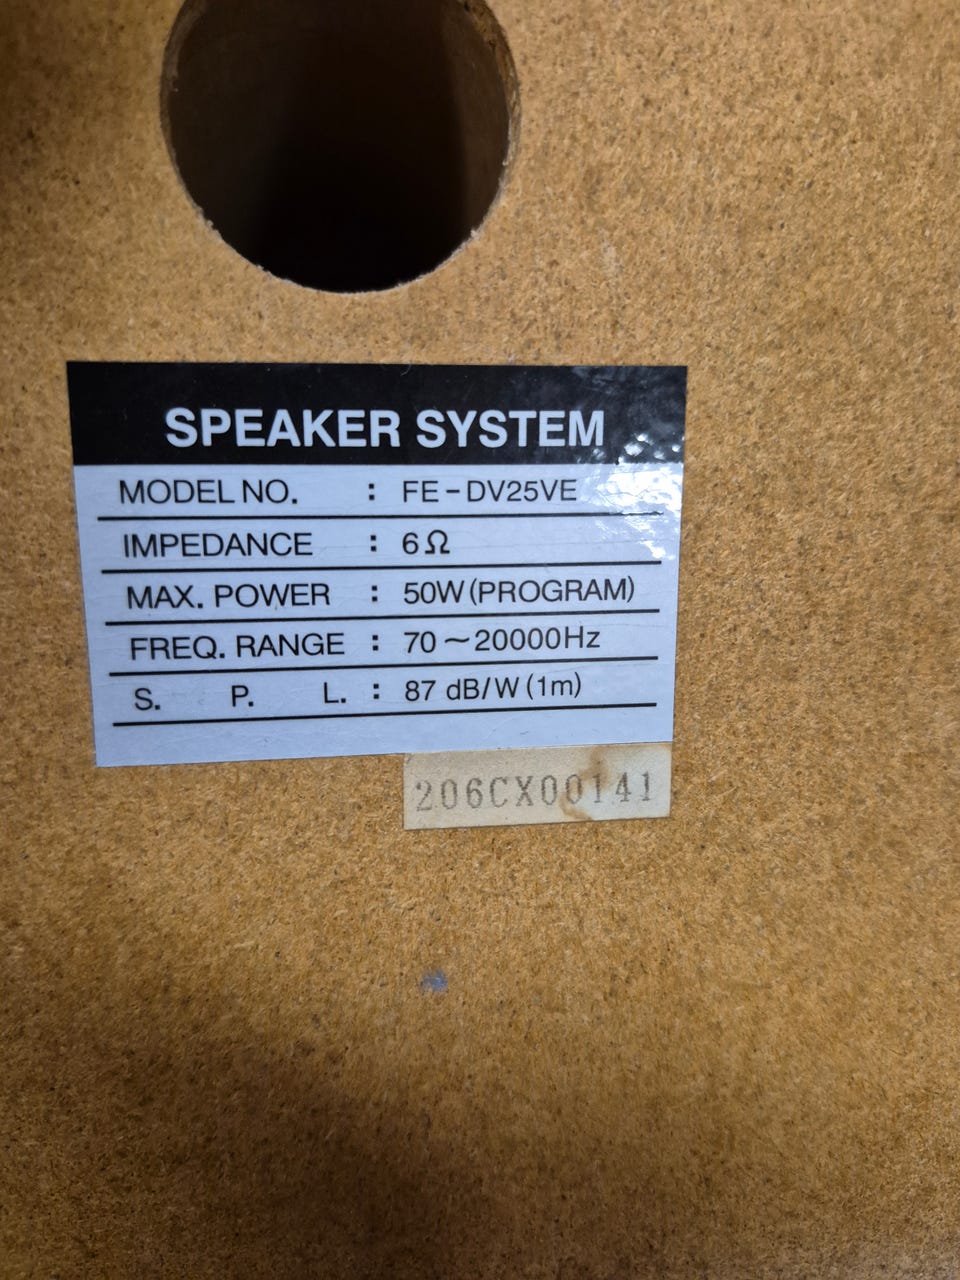 SPEAKER SYSTEM
MODEL NO. : FE-DV25VE
IMPEDANCE : 6Ω
MAX. POWER : 50W (PROGRAM)
FREQ. RANGE : 70~20000Hz
S. P. L. : 87 dB/W (1m)
206CX00141